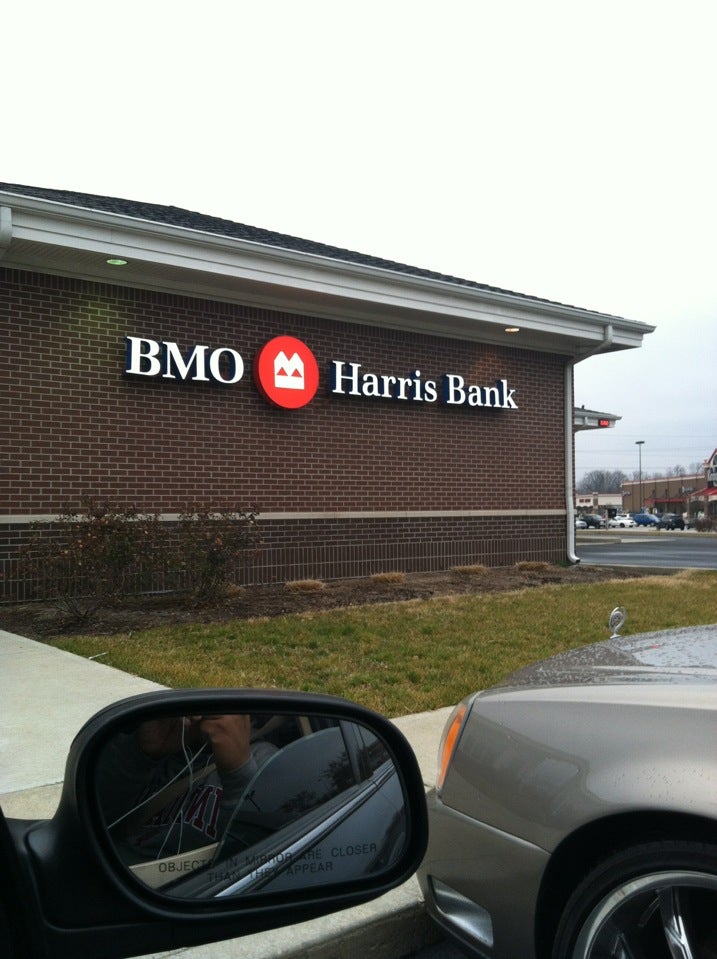 BMO Harris Bank
OBJECTS IN MIRROR ARE CLOSER
THAN THEY APPEAR